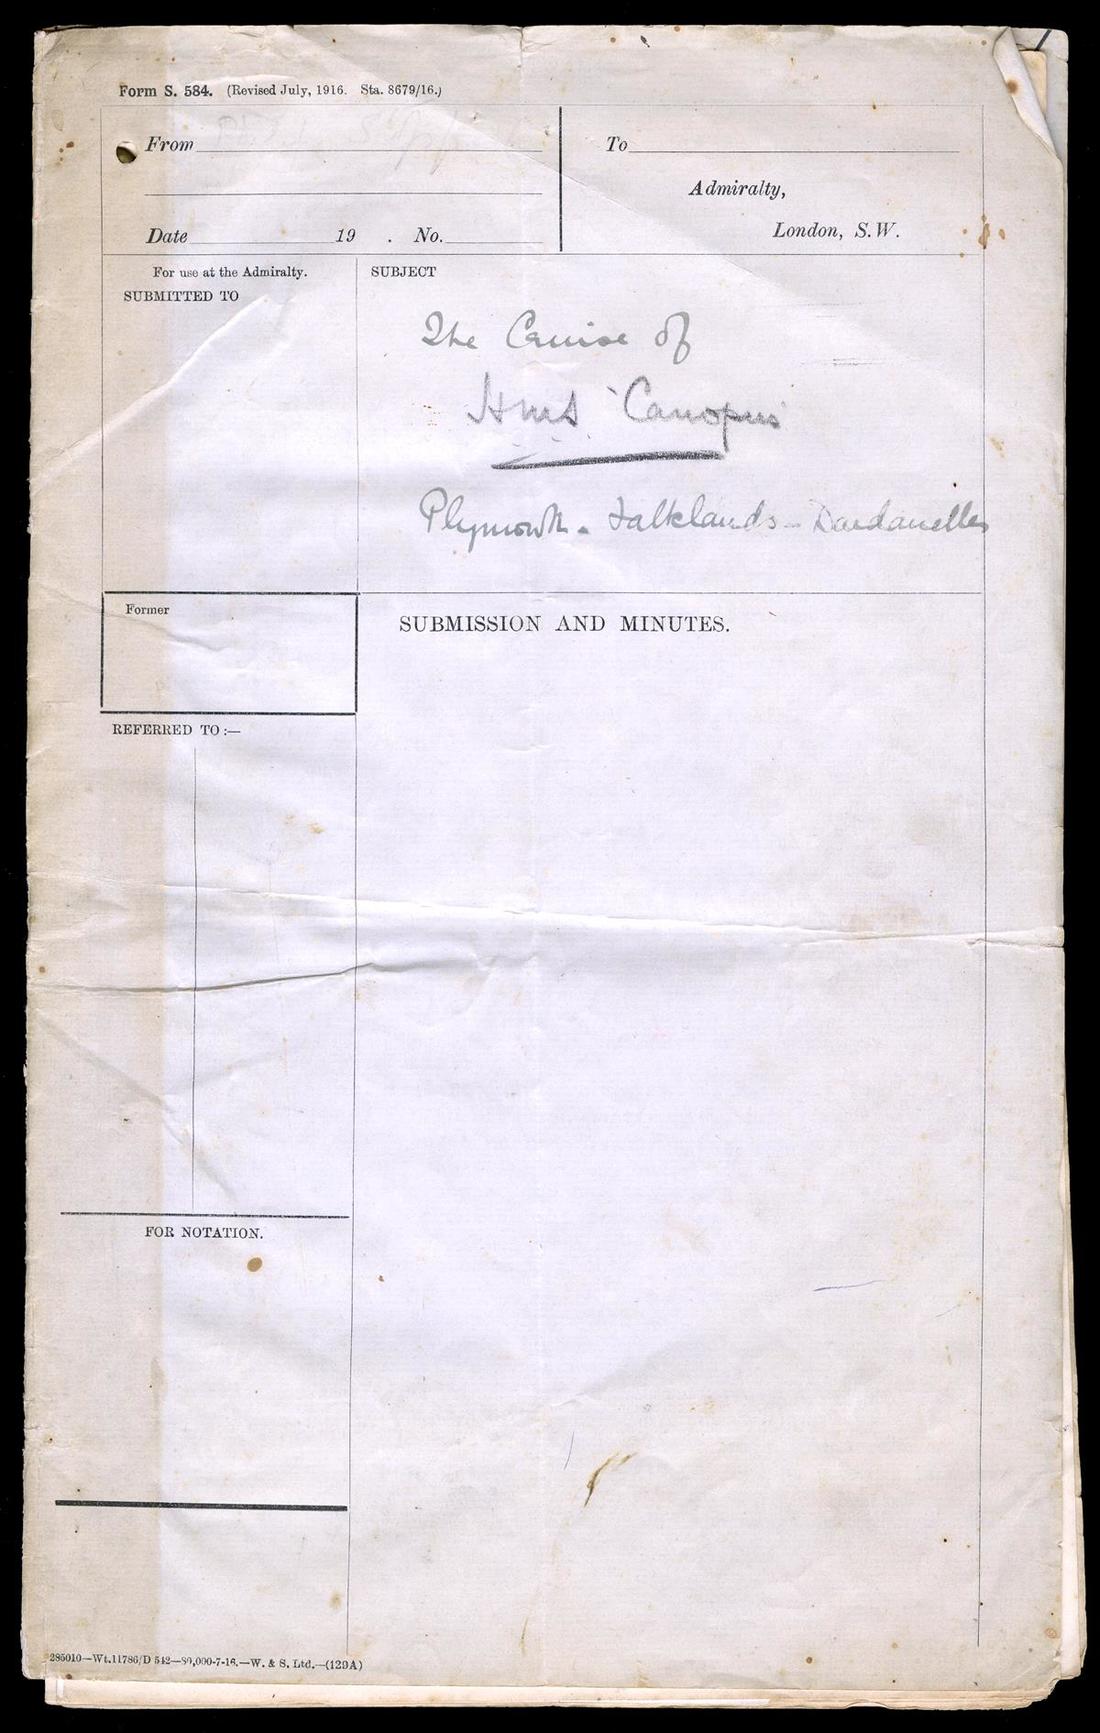 Form S. 584. (Revised July, 1916. Sta. 8679/16.)
From
To
Admiralty,
London, S.W.
Date 19 . No.
For use at the Admiralty.
SUBMITTED TO
SUBJECT
The Cruise of
HMS 'Canopus'
Plymouth - Falklands - Dardanelles
Former
SUBMISSION AND MINUTES.
REFERRED TO :—
FOR NOTATION.
285010—Wt.11786/D 542—80,000-7-16.—W. & S. Ltd.—(129A)